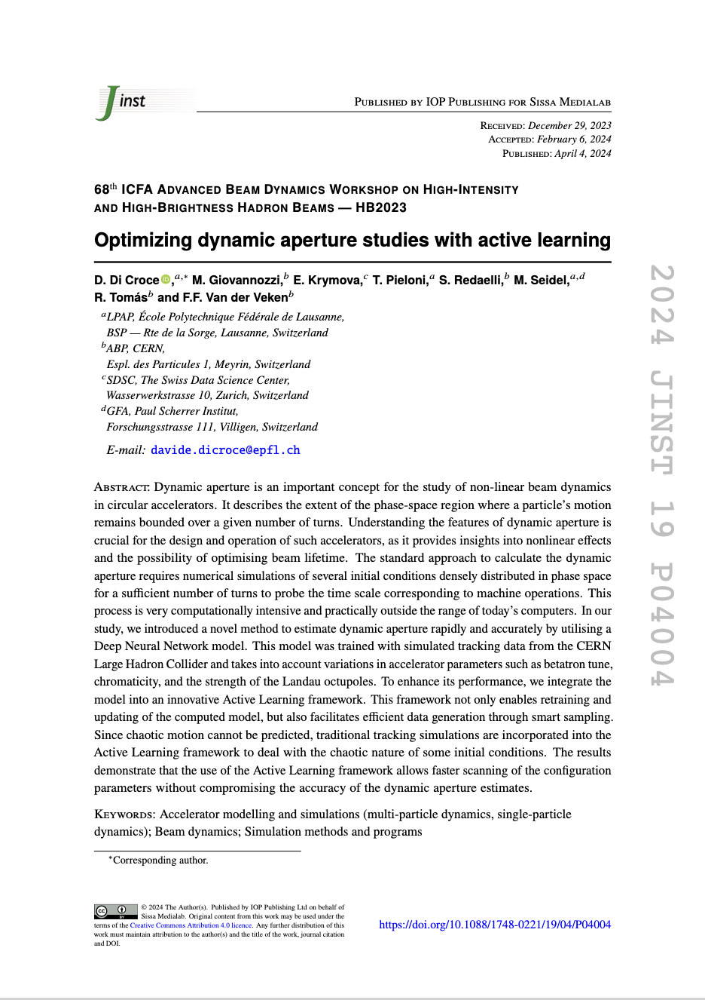 Jinst
Published by IOP Publishing for Sissa Medialab
Received: December 29, 2023
Accepted: February 6, 2024
Published: April 4, 2024
68th ICFA Advanced Beam Dynamics Workshop on High-Intensity
and High-Brightness Hadron Beams — HB2023
Optimizing dynamic aperture studies with active learning
D. Di Croce iD,a,* M. Giovannozzi,b E. Krymova,c T. Pieloni,a S. Redaelli,b M. Seidel,a,d
R. Tomásb and F.F. Van der Vekenb
aLPAP, École Polytechnique Fédérale de Lausanne,
BSP — Rte de la Sorge, Lausanne, Switzerland
bABP, CERN,
Espl. des Particules 1, Meyrin, Switzerland
cSDSC, The Swiss Data Science Center,
Wasserwerkstrasse 10, Zurich, Switzerland
dGFA, Paul Scherrer Institut,
Forschungsstrasse 111, Villigen, Switzerland
E-mail: davide.dicroce@epfl.ch
Abstract: Dynamic aperture is an important concept for the study of non-linear beam dynamics
in circular accelerators. It describes the extent of the phase-space region where a particle's motion
remains bounded over a given number of turns. Understanding the features of dynamic aperture is
crucial for the design and operation of such accelerators, as it provides insights into nonlinear effects
and the possibility of optimising beam lifetime. The standard approach to calculate the dynamic
aperture requires numerical simulations of several initial conditions densely distributed in phase space
for a sufficient number of turns to probe the time scale corresponding to machine operations. This
process is very computationally intensive and practically outside the range of today's computers. In our
study, we introduced a novel method to estimate dynamic aperture rapidly and accurately by utilising a
Deep Neural Network model. This model was trained with simulated tracking data from the CERN
Large Hadron Collider and takes into account variations in accelerator parameters such as betatron tune,
chromaticity, and the strength of the Landau octupoles. To enhance its performance, we integrate the
model into an innovative Active Learning framework. This framework not only enables retraining and
updating of the computed model, but also facilitates efficient data generation through smart sampling.
Since chaotic motion cannot be predicted, traditional tracking simulations are incorporated into the
Active Learning framework to deal with the chaotic nature of some initial conditions. The results
demonstrate that the use of the Active Learning framework allows faster scanning of the configuration
parameters without compromising the accuracy of the dynamic aperture estimates.
Keywords: Accelerator modelling and simulations (multi-particle dynamics, single-particle
dynamics); Beam dynamics; Simulation methods and programs
*Corresponding author.
cc BY © 2024 The Author(s). Published by IOP Publishing Ltd on behalf of
Sissa Medialab. Original content from this work may be used under the
terms of the Creative Commons Attribution 4.0 licence. Any further distribution of this
work must maintain attribution to the author(s) and the title of the work, journal citation
and DOI.
https://doi.org/10.1088/1748-0221/19/04/P04004
2024 JINST 19 P04004